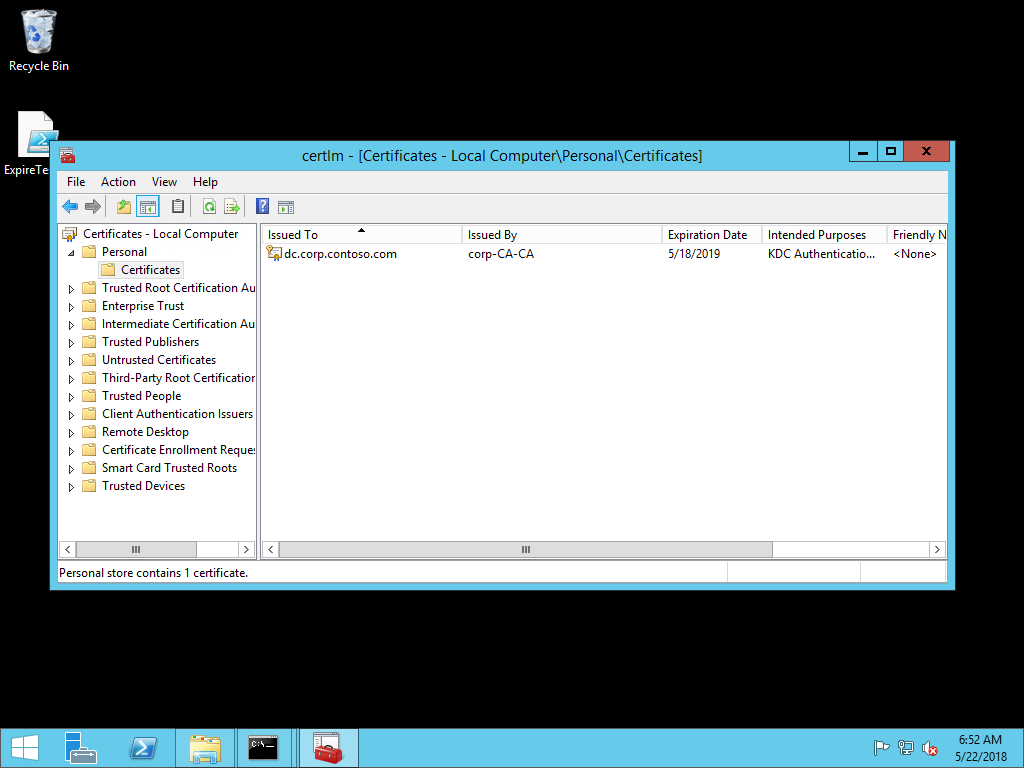 Recycle Bin
ExpireTe
certlm - [Certificates - Local Computer\Personal\Certificates]
File Action View Help
Certificates - Local Computer
Personal
Certificates
Trusted Root Certification Au
Enterprise Trust
Intermediate Certification Au
Trusted Publishers
Untrusted Certificates
Third-Party Root Certification
Trusted People
Client Authentication Issuers
Remote Desktop
Certificate Enrollment Reques
Smart Card Trusted Roots
Trusted Devices
Issued To Issued By Expiration Date Intended Purposes Friendly N
dc.corp.contoso.com corp-CA-CA 5/18/2019 KDC Authenticatio... <None>
Personal store contains 1 certificate.
C:\
6:52 AM
5/22/2018